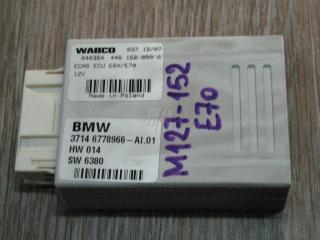 WABCO 037 15/07
040364 446 150 050 0
ECAS ECU E6X/E70
12V
Made in Poland
BMW
3714 6778966-AI.01
HW 014
SW 6380
M127-152
E70